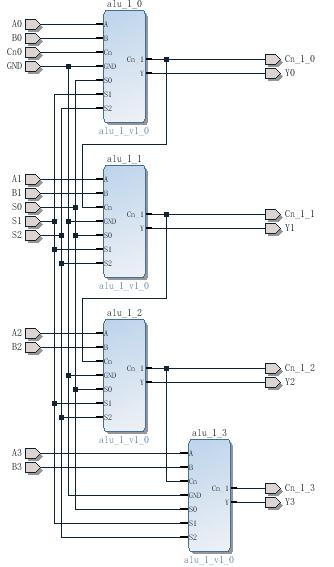 alu_1_0
A0 A
B0 B
Cn0 Cn Cn_1 Cn_1_0
GND GND Y Y0
S0
S1
S2
alu_1_v1_0
alu_1_1
A1 A
B1 B
S0 Cn Cn_1 Cn_1_1
S1 GND Y Y1
S2 S0
S1
S2
alu_1_v1_0
alu_1_2
A2 A
B2 B
Cn Cn_1 Cn_1_2
GND Y Y2
S0
S1
S2
alu_1_v1_0
alu_1_3
A3 A
B3 B
Cn Cn_1 Cn_1_3
GND Y Y3
S0
S1
S2
alu_1_v1_0